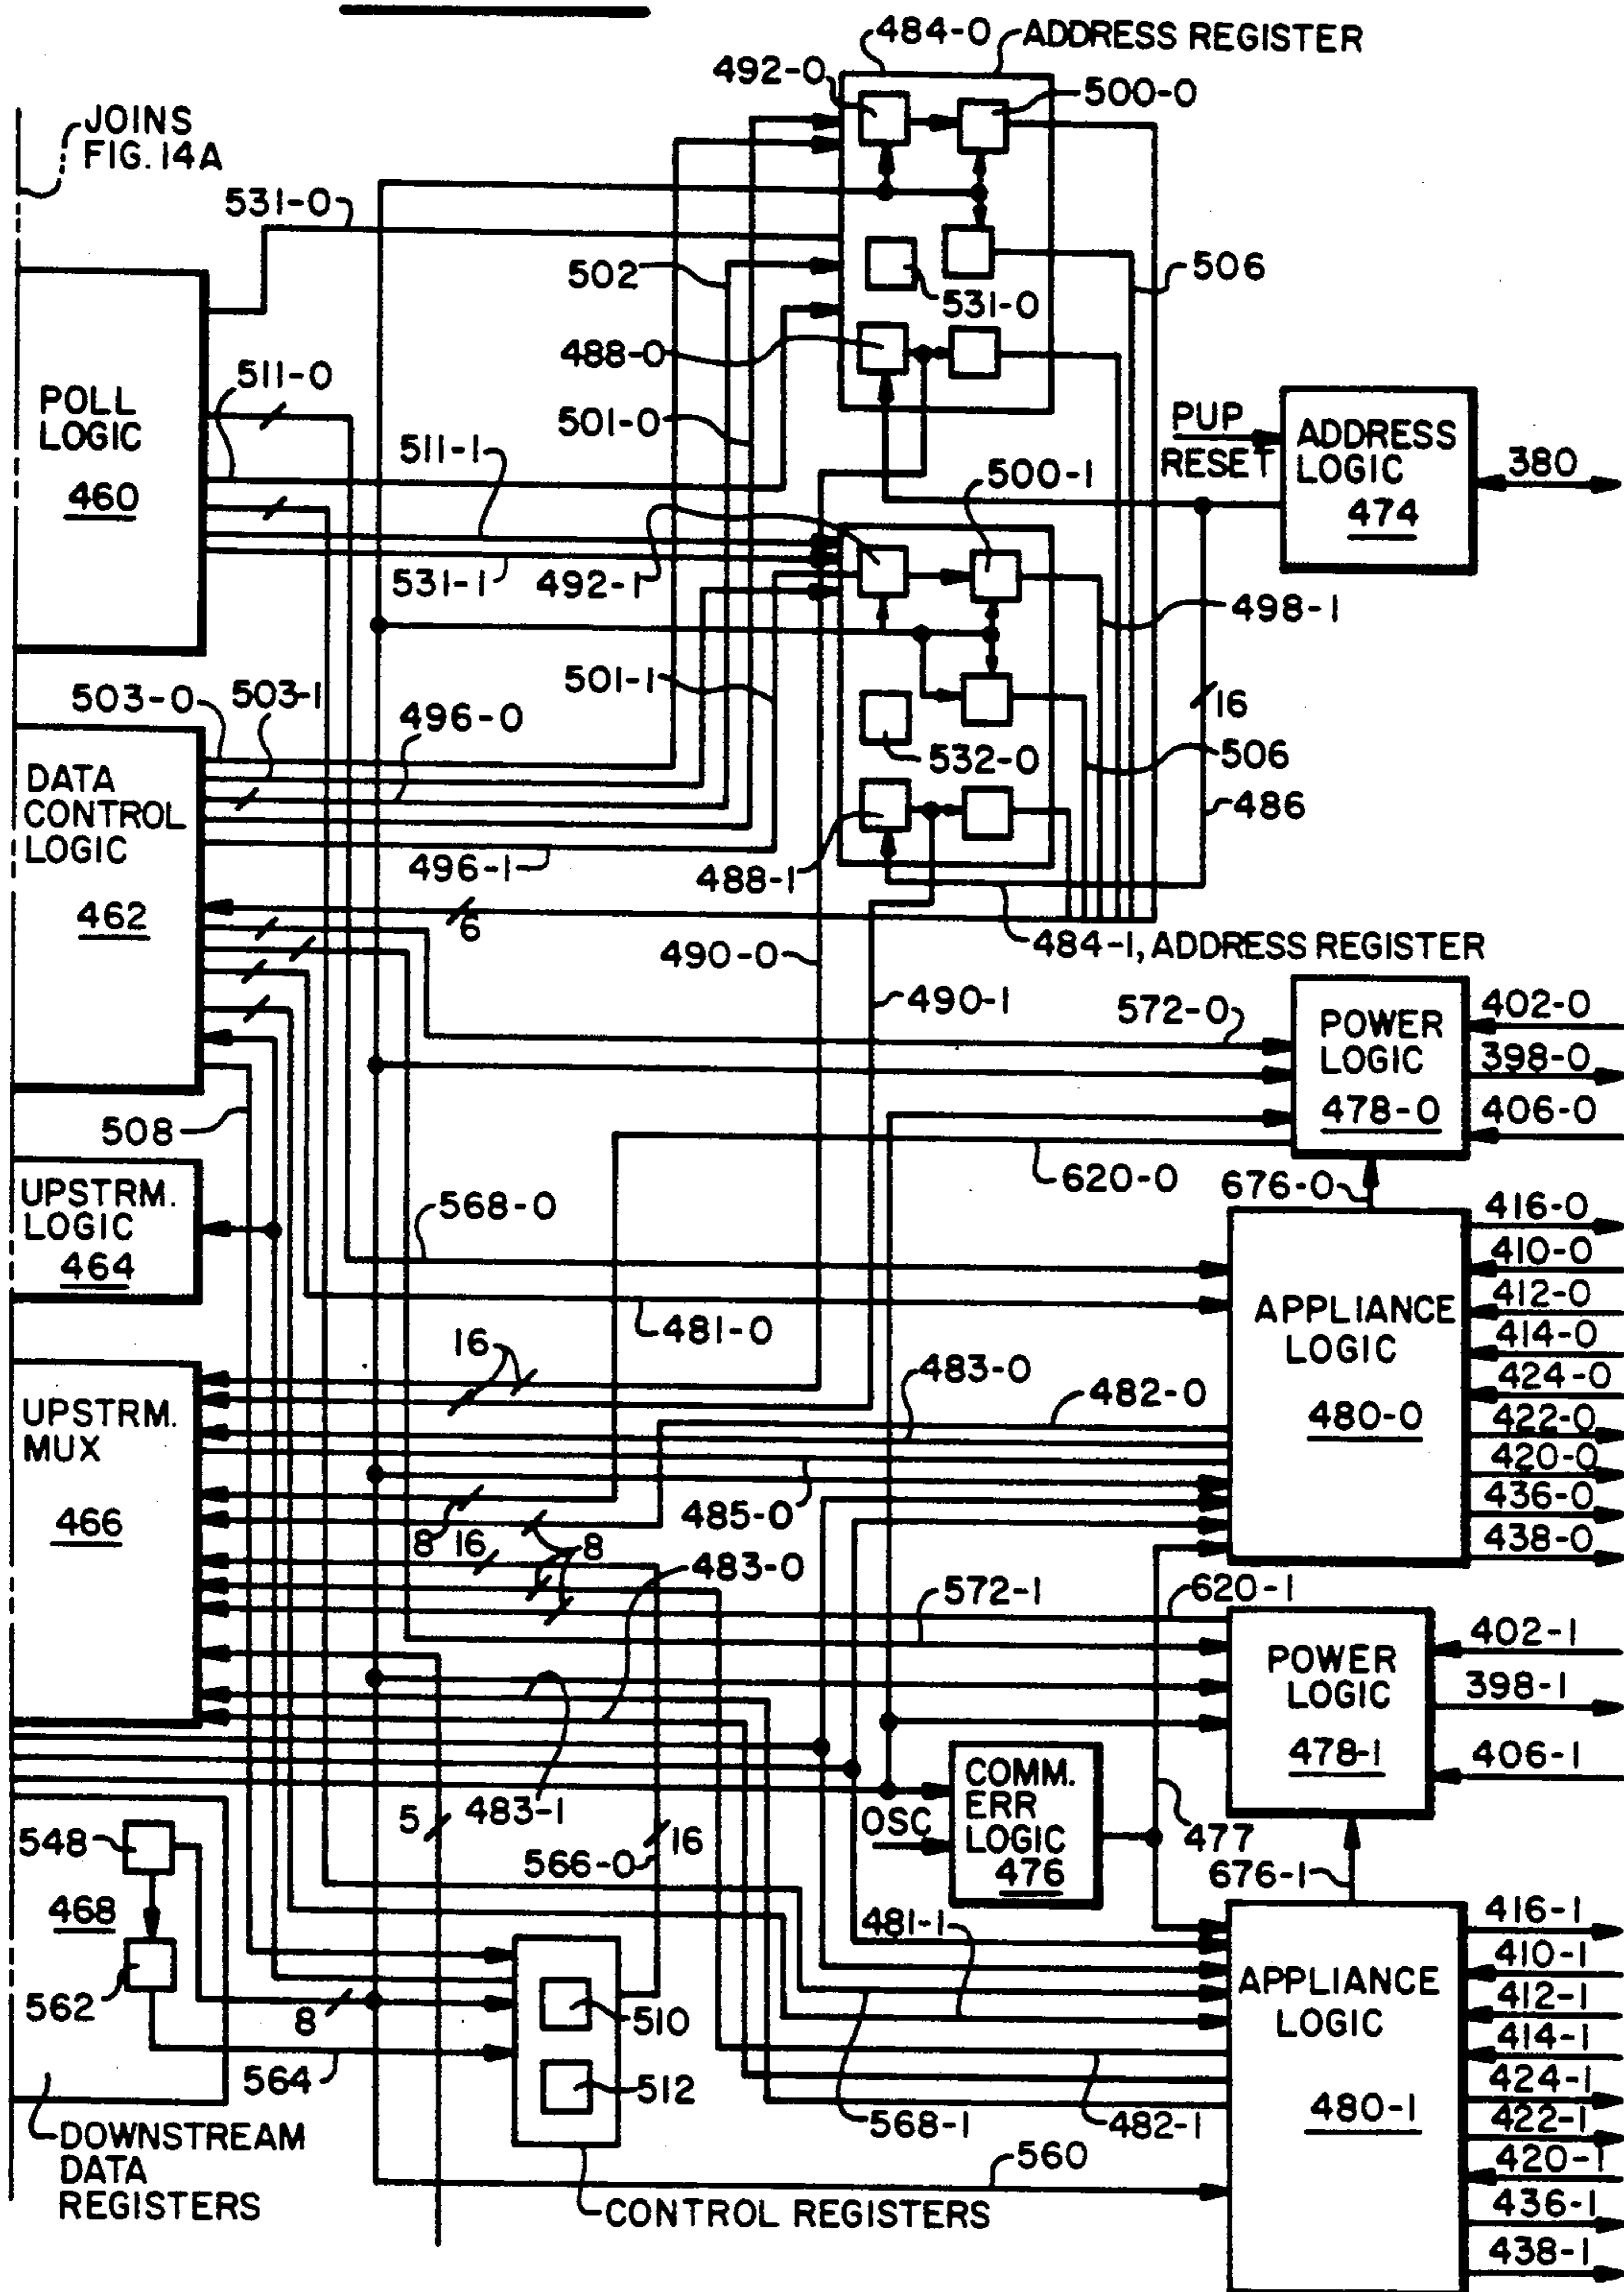 484-0
ADDRESS REGISTER
492-0
500-0
JOINS
FIG. 14A
531-0
502
506
531-0
488-0
511-0
POLL
LOGIC
460
501-0
511-1
500-1
PUP
RESET
ADDRESS
LOGIC
474
380
531-1
492-1
498-1
503-0
503-1
496-0
501-1
16
532-0
506
DATA
CONTROL
LOGIC
462
486
496-1
488-1
6
490-0
484-1, ADDRESS REGISTER
490-1
572-0
POWER
LOGIC
478-0
402-0
398-0
406-0
508
UPSTRM.
LOGIC
464
620-0
676-0
568-0
416-0
410-0
412-0
414-0
424-0
422-0
420-0
436-0
438-0
APPLIANCE
LOGIC
480-0
481-0
16
483-0
482-0
UPSTRM.
MUX
466
485-0
8
16
8
483-0
572-1
620-1
POWER
LOGIC
478-1
402-1
398-1
406-1
483-1
5
COMM.
ERR
LOGIC
476
OSC
477
548
566-0
16
676-1
468
481-1
416-1
410-1
412-1
414-1
424-1
422-1
420-1
436-1
438-1
562
8
510
APPLIANCE
LOGIC
480-1
564
512
568-1
482-1
DOWNSTREAM
DATA
REGISTERS
560
CONTROL REGISTERS